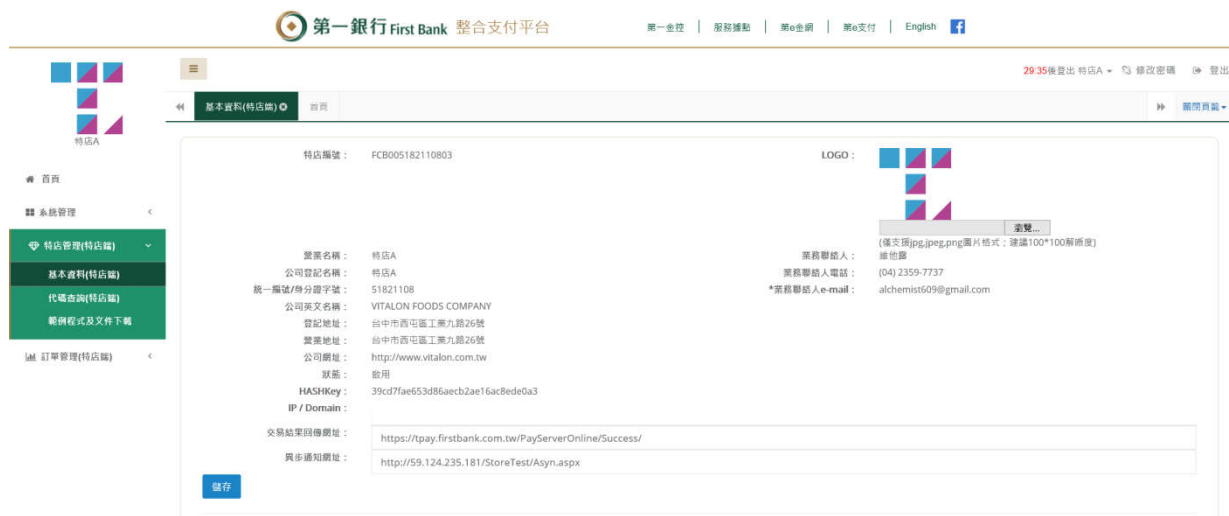 第一銀行 First Bank 整合支付平台
第一金控 | 服務據點 | 第e金網 | 第e支付 | English
29:35後登出 特店A 修改密碼 登出
基本資料(特店端) 首頁 關閉頁籤
特店A
首頁
系統管理
特店管理(特店端)
基本資料(特店端)
代碼查詢(特店端)
範例程式及文件下載
訂單管理(特店端)
特店編號： FCB005182110803
LOGO：
瀏覽...
(僅支援jpg,jpeg,png圖片格式；建議100*100解晰度)
營業名稱： 特店A
業務聯絡人： 維他露
公司登記名稱： 特店A
業務聯絡人電話： (04) 2359-7737
統一編號/身分證字號： 51821108
*業務聯絡人e-mail： alchemist609@gmail.com
公司英文名稱： VITALON FOODS COMPANY
登記地址： 台中市西屯區工業九路26號
營業地址： 台中市西屯區工業九路26號
公司網址： http://www.vitalon.com.tw
狀態： 啟用
HASHKey： 39cd7fae653d86aecb2ae16ac8ede0a3
IP / Domain：
交易結果回傳網址： https://tpay.firstbank.com.tw/PayServerOnline/Success/
異步通知網址： http://59.124.235.181/StoreTest/Asyn.aspx
儲存